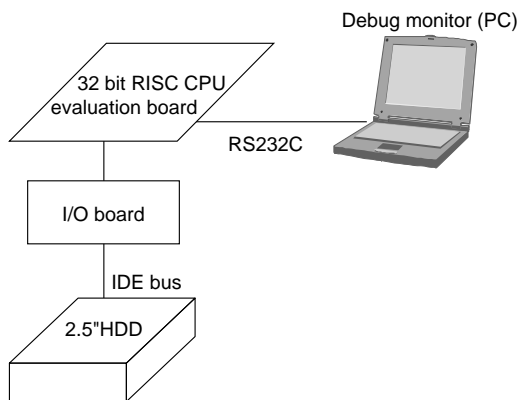 Debug monitor (PC)
32 bit RISC CPU
evaluation board
RS232C
I/O board
IDE bus
2.5"HDD